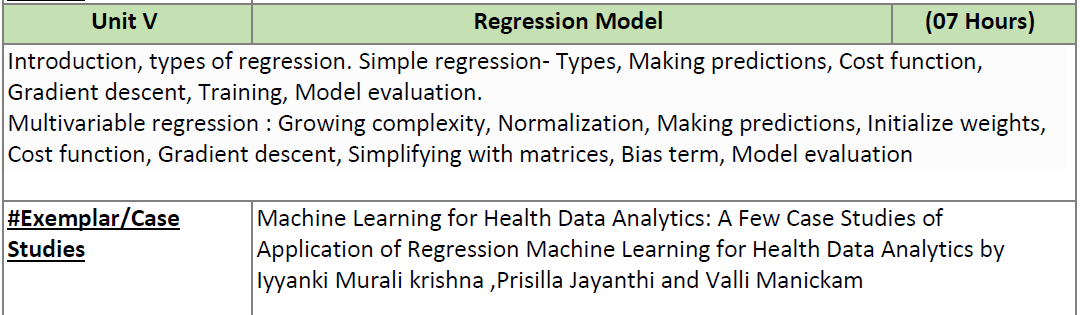 Unit V Regression Model (07 Hours)
Introduction, types of regression. Simple regression- Types, Making predictions, Cost function,
Gradient descent, Training, Model evaluation.
Multivariable regression : Growing complexity, Normalization, Making predictions, Initialize weights,
Cost function, Gradient descent, Simplifying with matrices, Bias term, Model evaluation
#Exemplar/Case
Studies
Machine Learning for Health Data Analytics: A Few Case Studies of
Application of Regression Machine Learning for Health Data Analytics by
Iyyanki Murali krishna ,Prisilla Jayanthi and Valli Manickam